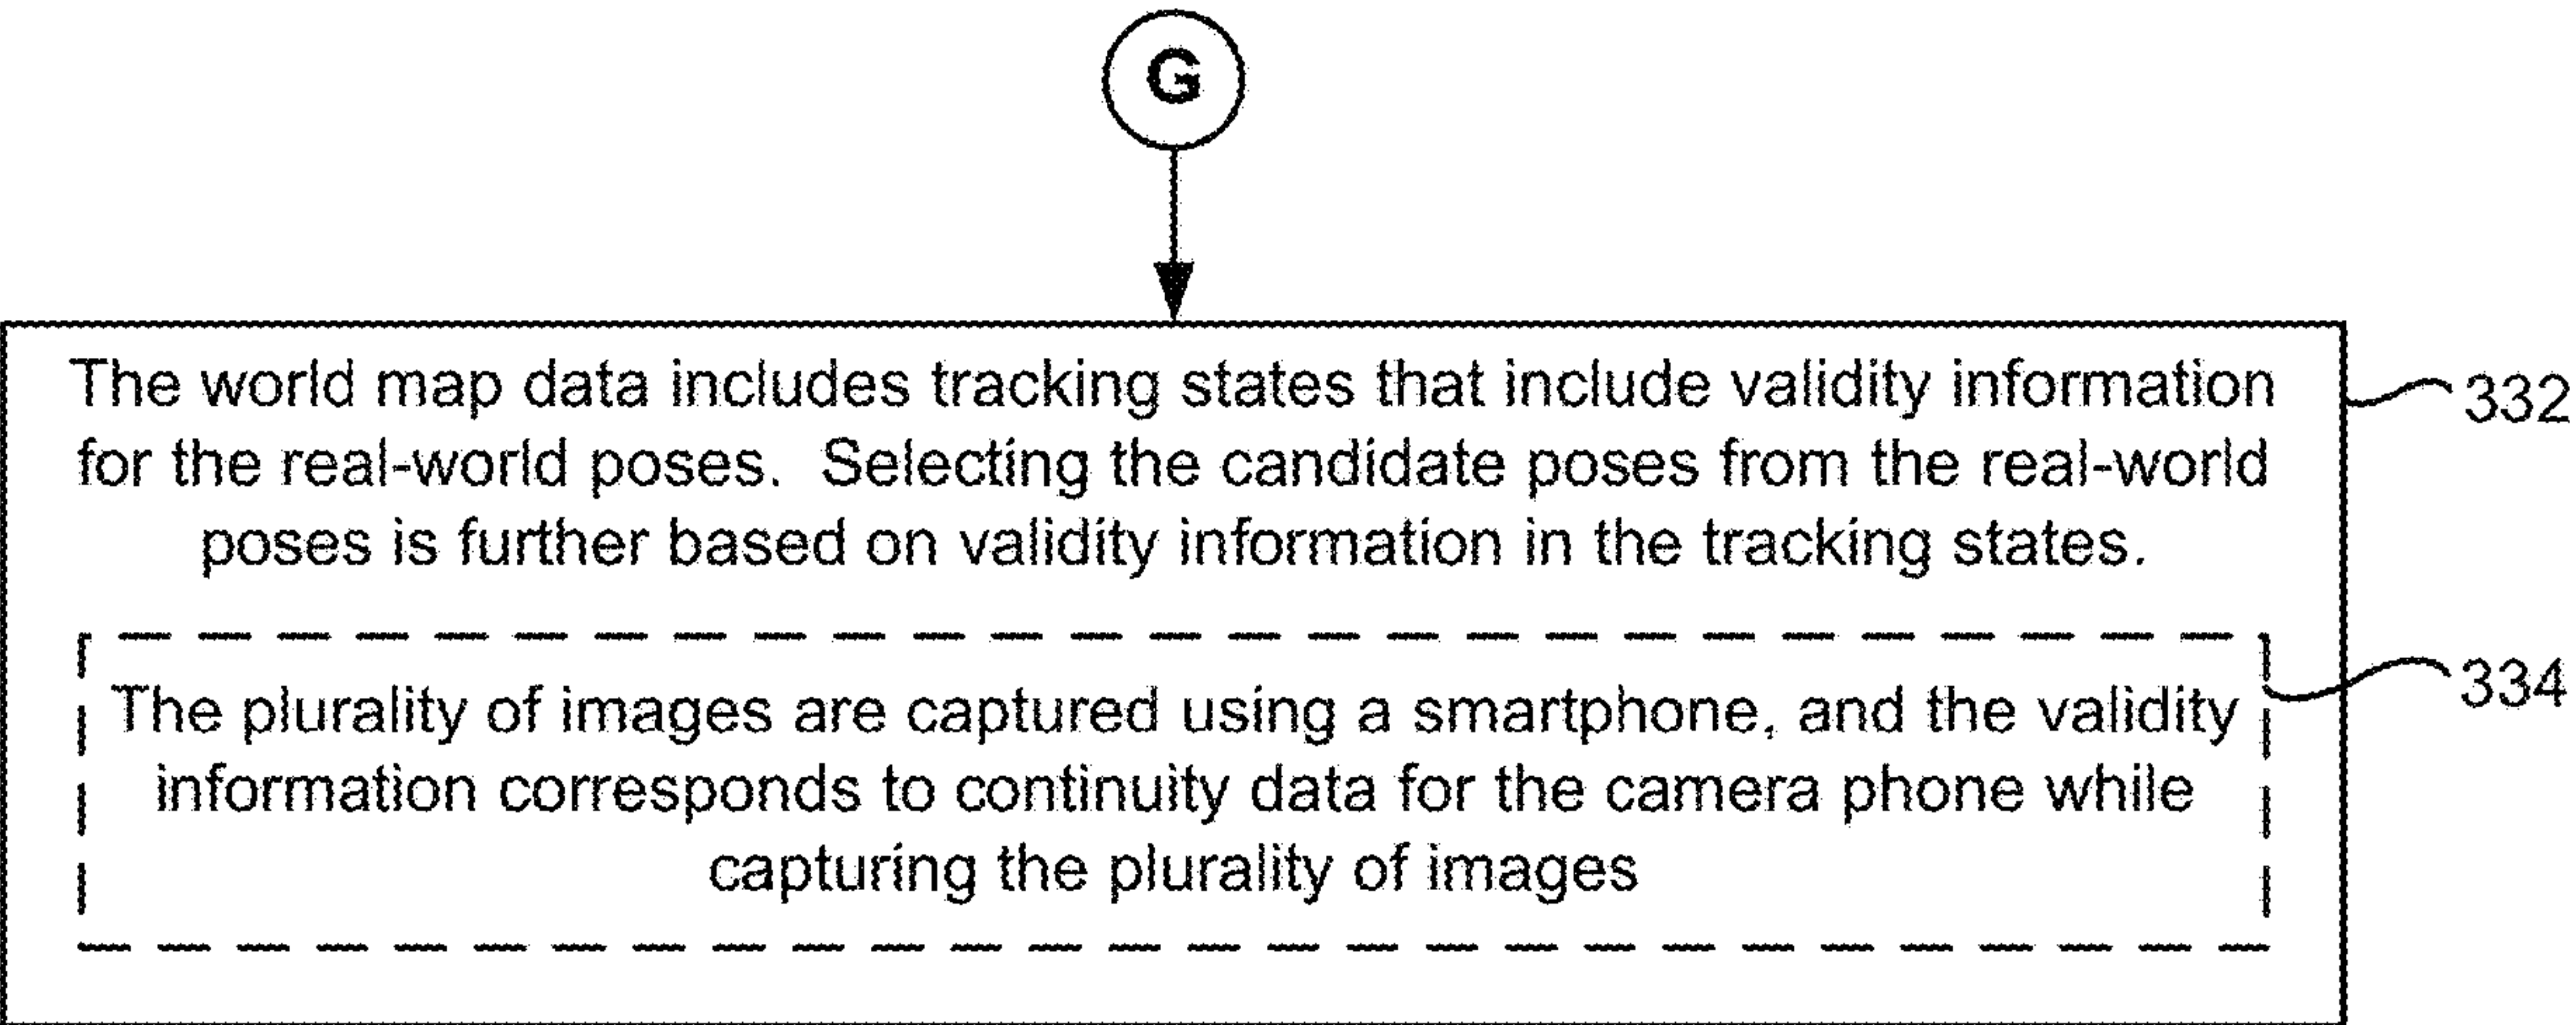 G
The world map data includes tracking states that include validity information
332
for the real-world poses.  Selecting the candidate poses from the real-world
poses is further based on validity information in the tracking states.
The plurality of images are captured using a smartphone, and the validity
334
information corresponds to continuity data for the camera phone while
capturing the plurality of images